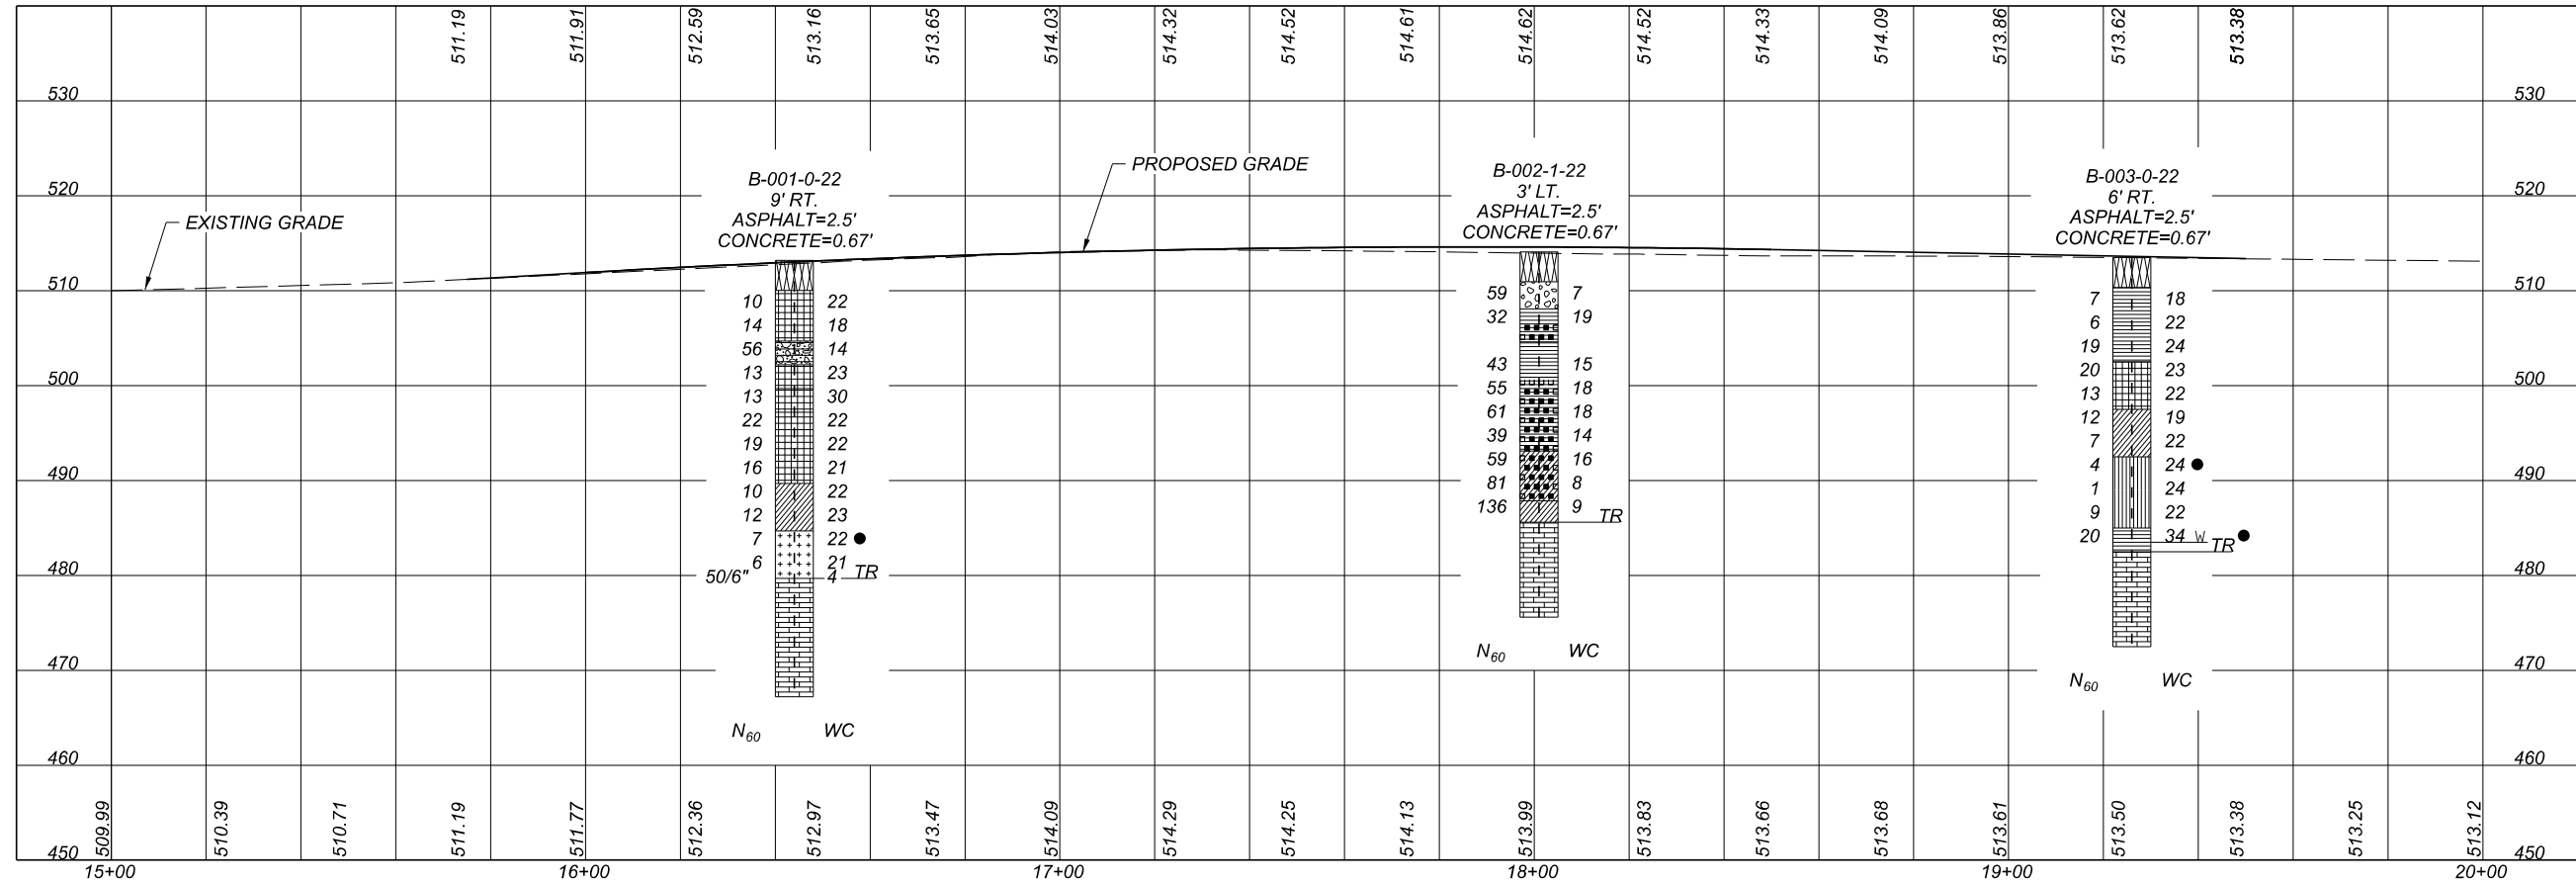 511.19 511.91 512.59 513.16 513.65 514.03 514.32 514.52 514.61 514.62 514.52 514.33 514.09 513.86 513.62 513.38
530 530
520 520
510 510
500 500
490 490
480 480
470 470
460 460
450 450
EXISTING GRADE
PROPOSED GRADE
B-001-0-22
9' RT.
ASPHALT=2.5'
CONCRETE=0.67'
10 22
14 18
56 14
13 23
13 30
22 22
19 22
16 21
10 22
12 23
7 22
6 21
50/6" 4 TR
N60 WC
B-002-1-22
3' LT.
ASPHALT=2.5'
CONCRETE=0.67'
59 7
32 19
43 15
55 18
61 18
39 14
59 16
81 8
136 9
TR
N60 WC
B-003-0-22
6' RT.
ASPHALT=2.5'
CONCRETE=0.67'
7 18
6 22
19 24
20 23
13 22
12 19
7 22
4 24
1 24
9 22
20 34 W
TR
N60 WC
509.99 510.39 510.71 511.19 511.77 512.36 512.97 513.47 514.09 514.29 514.25 514.13 513.99 513.83 513.66 513.68 513.61 513.50 513.38 513.25 513.12
15+00 16+00 17+00 18+00 19+00 20+00